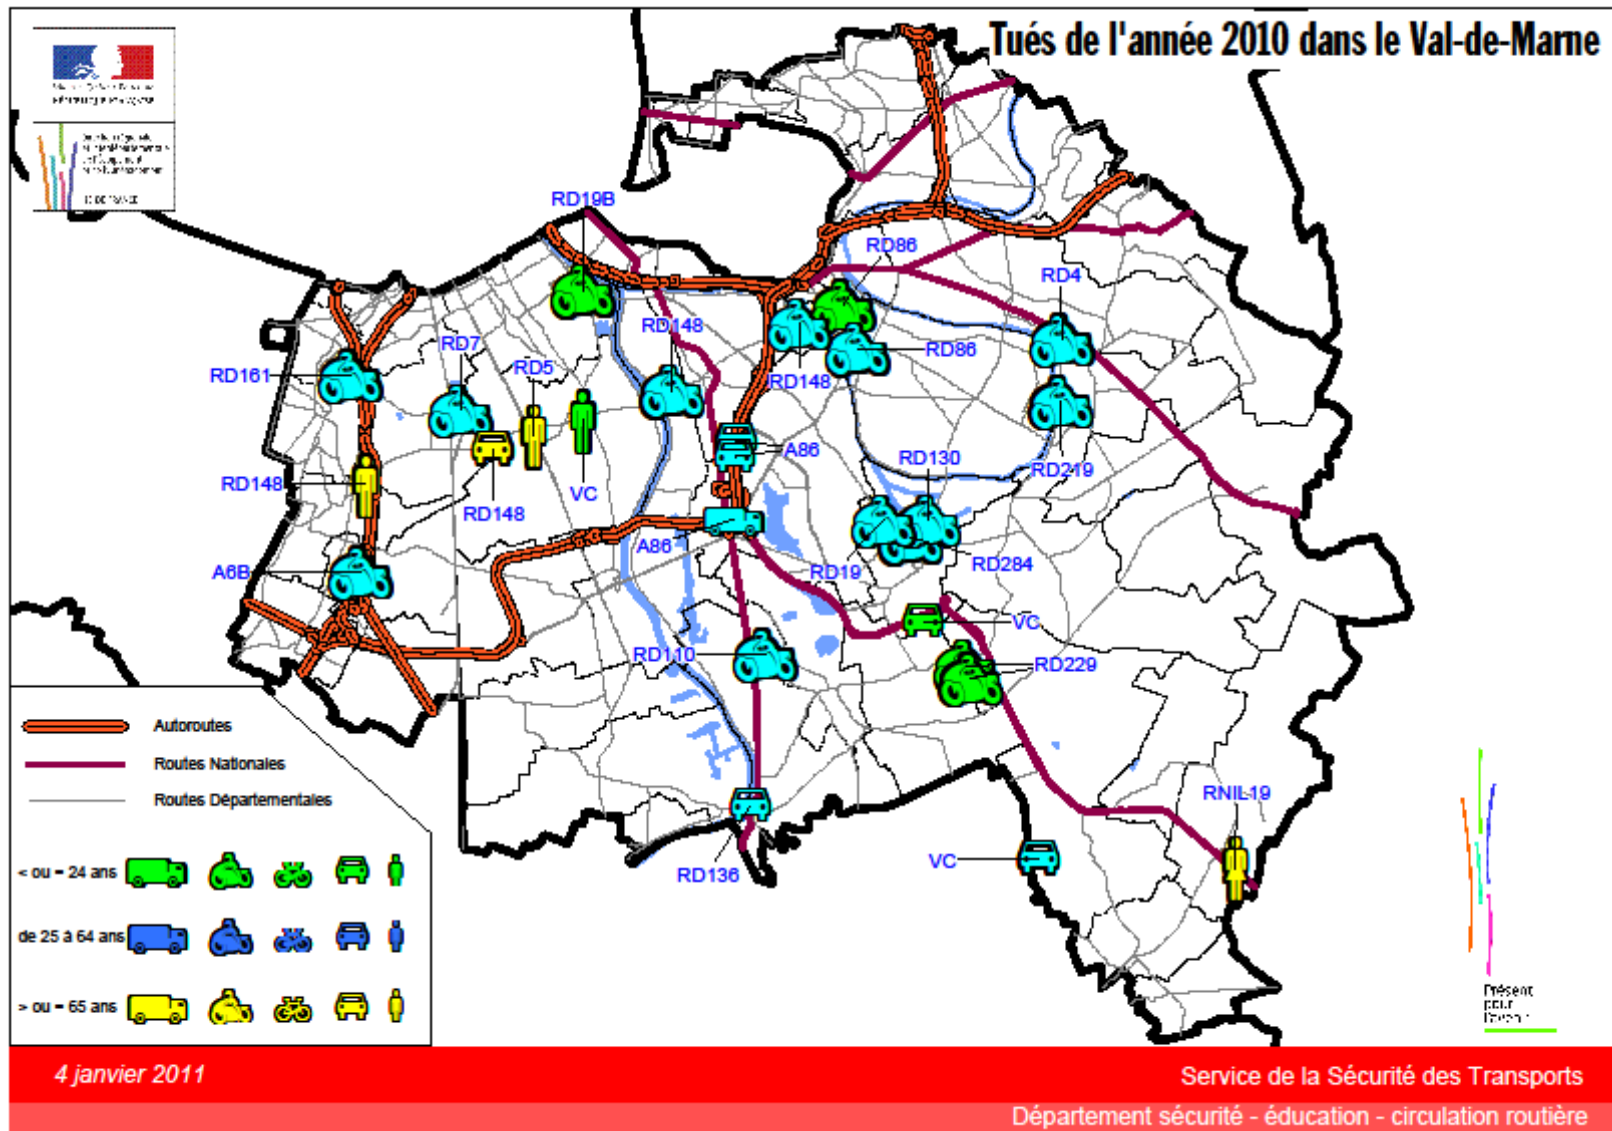 Tués de l'année 2010 dans le Val-de-Marne
RD19B
RD86
RD4
RD148
RD7
RD5
RD86
RD161
RD148
A86
RD130
RD219
RD148
VC
RD148
A86
RD19
RD284
A6B
VC
RD110
RD229
RNIL19
VC
RD136
Autoroutes
Routes Nationales
Routes Départementales
< ou = 24 ans
de 25 à 64 ans
> ou = 65 ans
Présent
pour
l'avenir
4 janvier 2011
Service de la Sécurité des Transports
Département sécurité - éducation - circulation routière